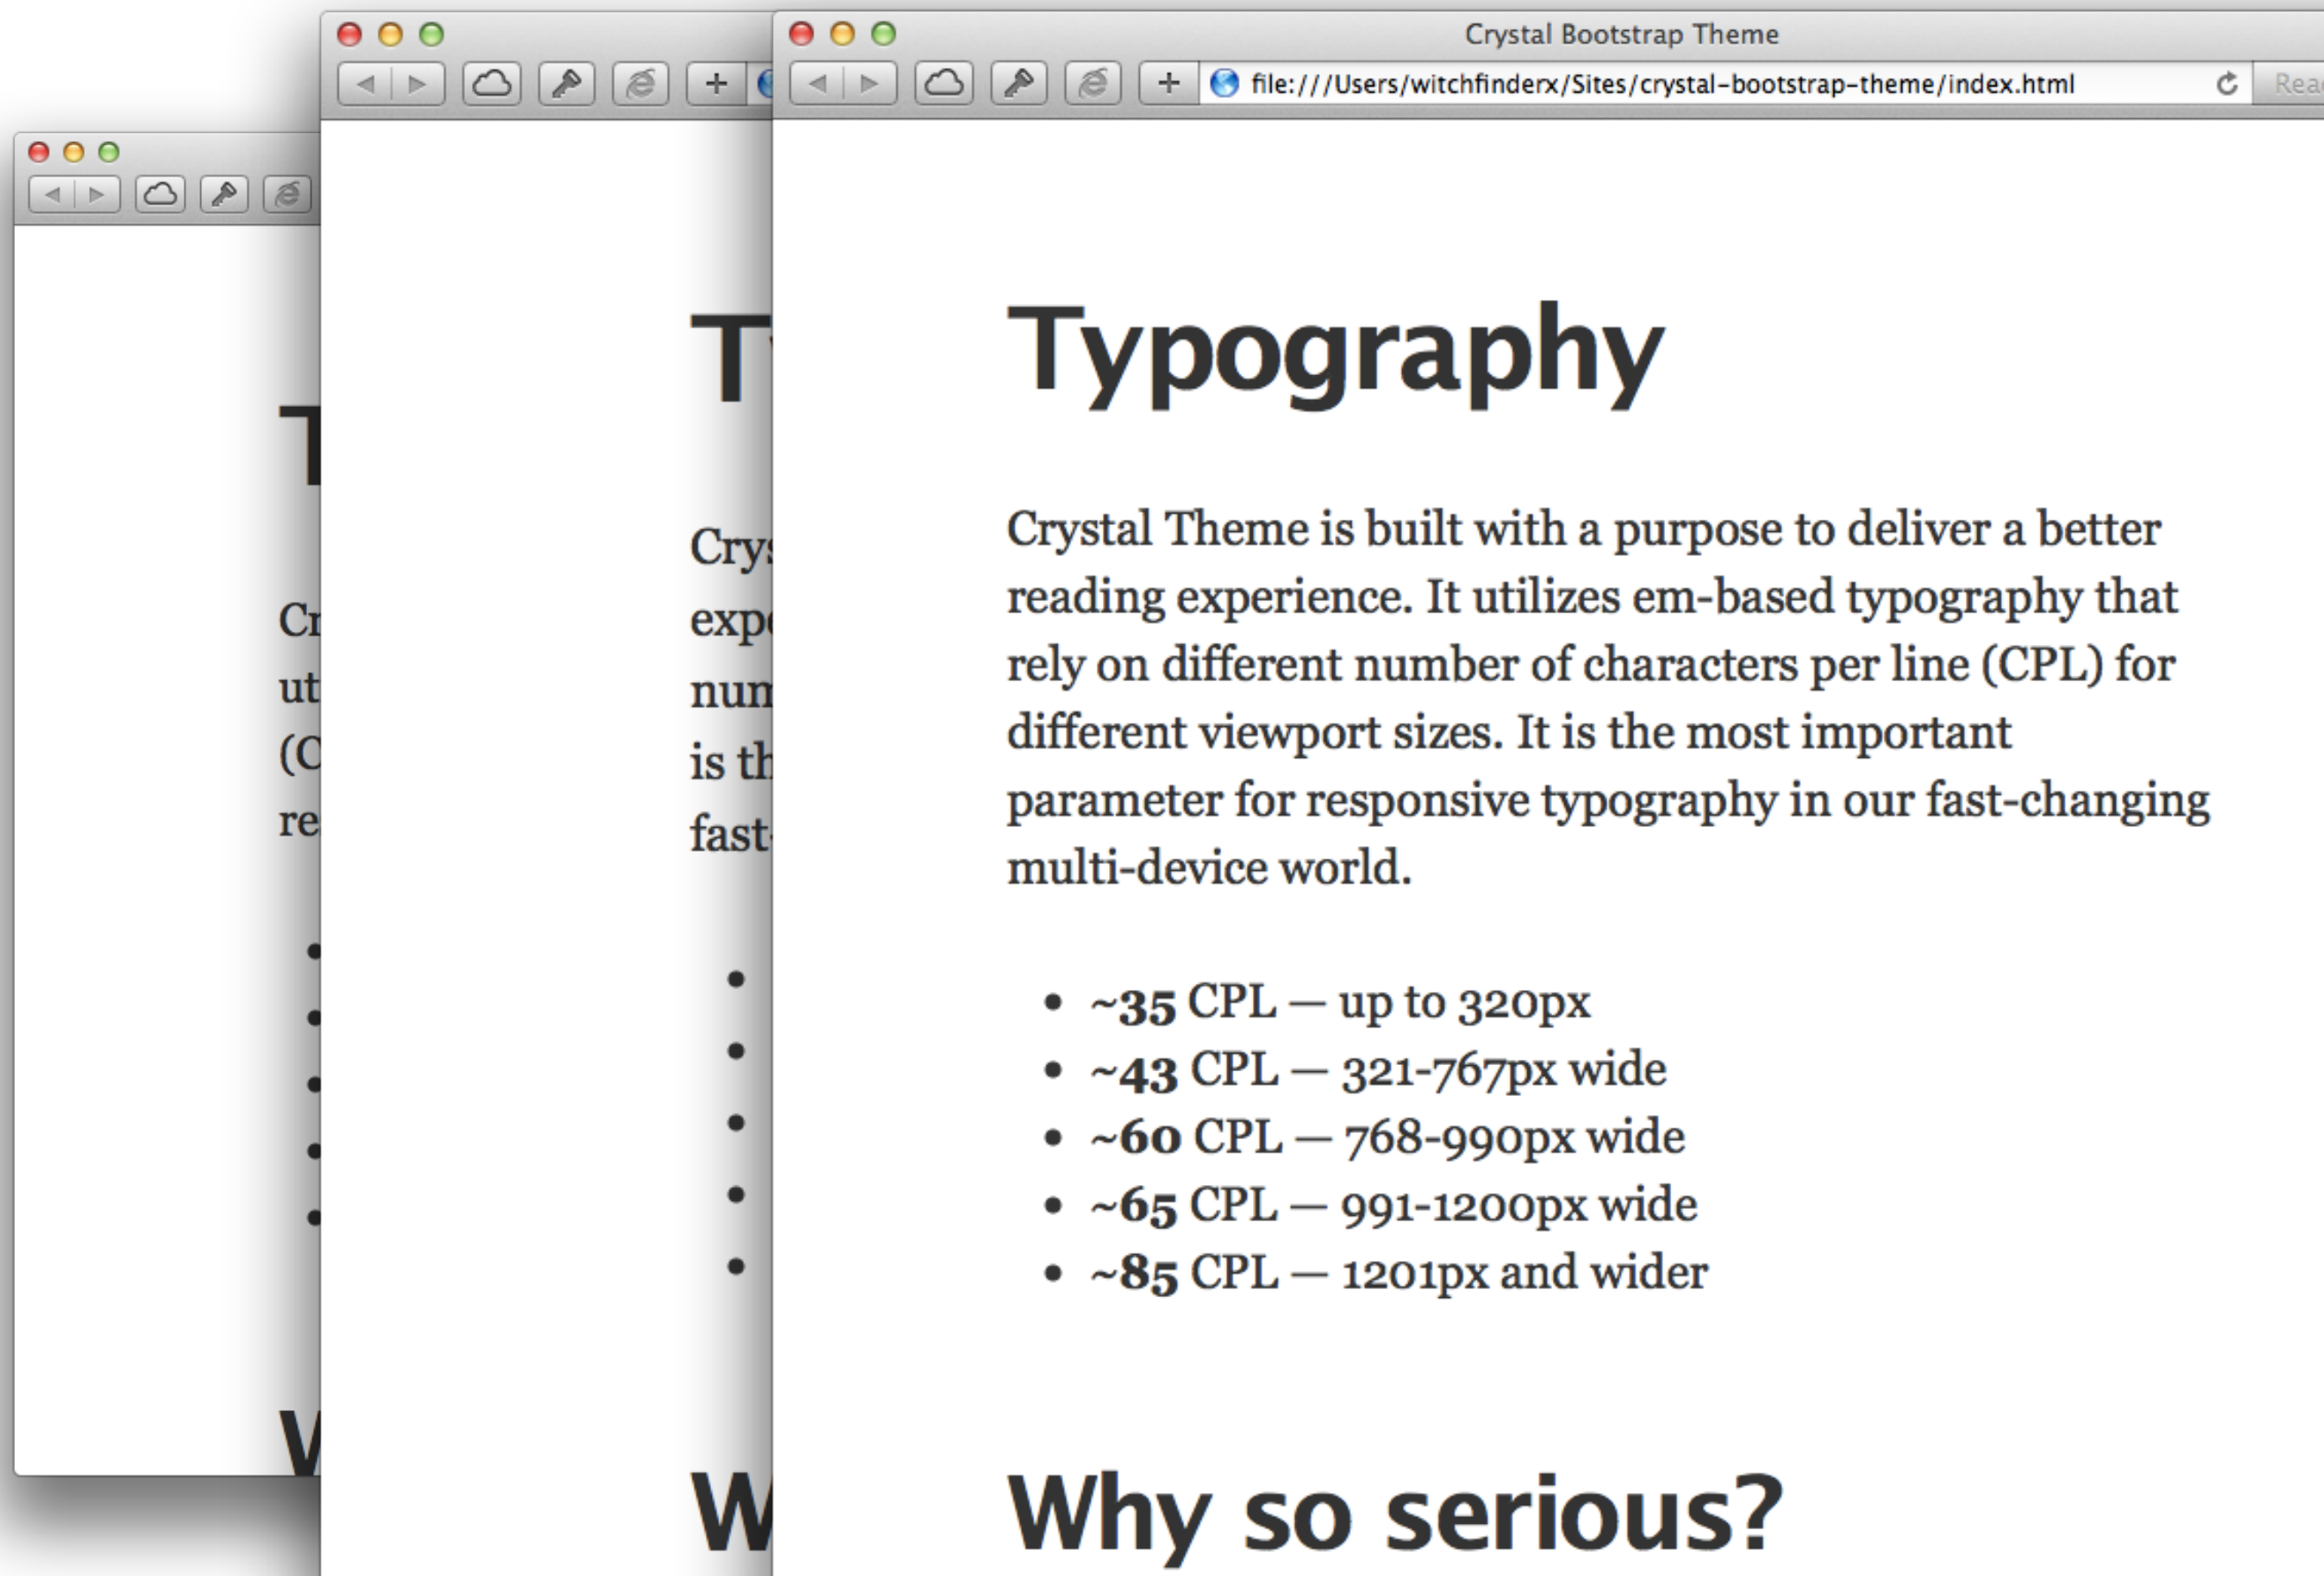 Crystal Bootstrap Theme
file:///Users/witchfinderx/Sites/crystal-bootstrap-theme/index.html
Typography
Crystal Theme is built with a purpose to deliver a better
reading experience. It utilizes em-based typography that
rely on different number of characters per line (CPL) for
different viewport sizes. It is the most important
parameter for responsive typography in our fast-changing
multi-device world.
• ~35 CPL — up to 320px
• ~43 CPL — 321-767px wide
• ~60 CPL — 768-990px wide
• ~65 CPL — 991-1200px wide
• ~85 CPL — 1201px and wider
Why so serious?